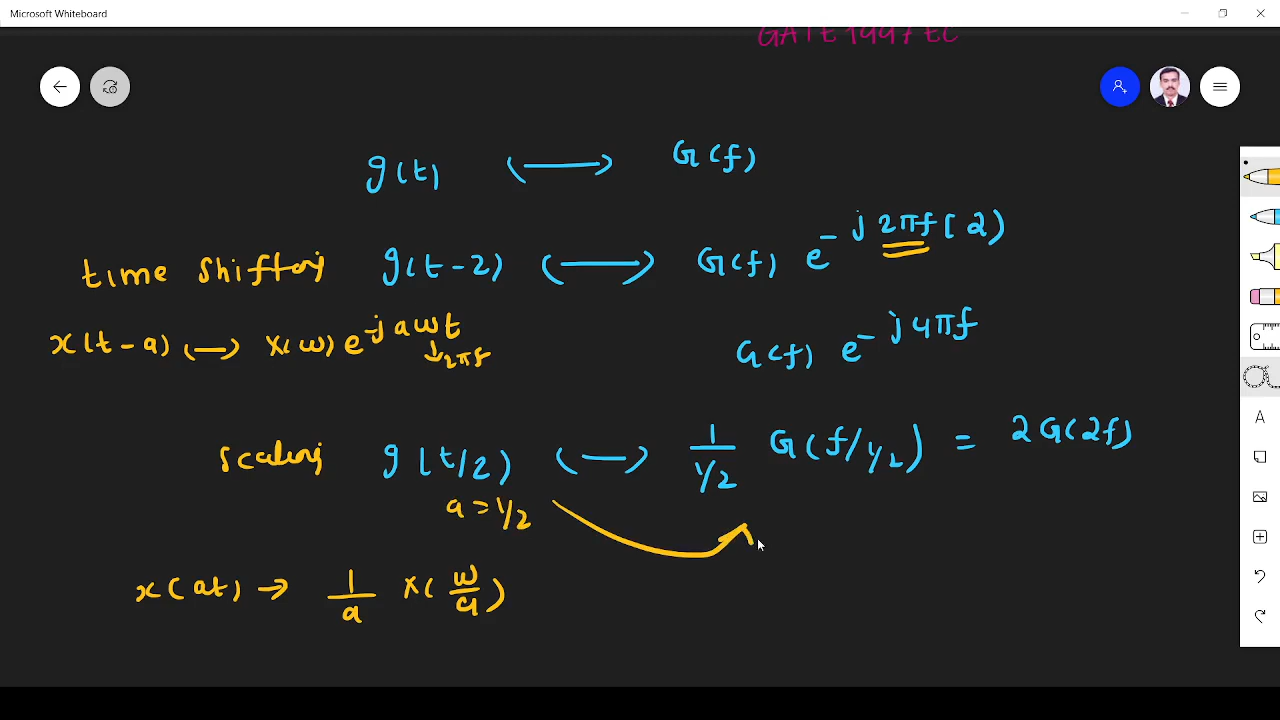 Microsoft Whiteboard
GATE 1997 EC
g(t) ⟷ G(f)
time shifting g(t-2) ⟷ G(f) e^-j2πf(2)
x(t-a) ⟷ X(w) e^-jawt
↓2πf
G(f) e^-j4πf
scaling g(t/2) ⟷ 1/1/2 G(f/1/2) = 2G(2f)
a = 1/2
x(at) → 1/a X(w/a)
A